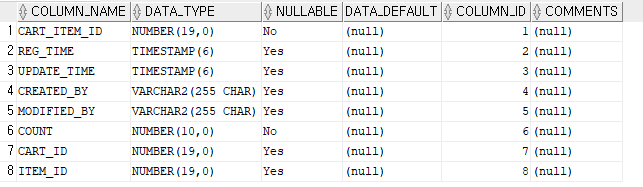 COLUMN_NAME DATA_TYPE NULLABLE DATA_DEFAULT COLUMN_ID COMMENTS
1 CART_ITEM_ID NUMBER(19,0) No (null) 1 (null)
2 REG_TIME TIMESTAMP(6) Yes (null) 2 (null)
3 UPDATE_TIME TIMESTAMP(6) Yes (null) 3 (null)
4 CREATED_BY VARCHAR2(255 CHAR) Yes (null) 4 (null)
5 MODIFIED_BY VARCHAR2(255 CHAR) Yes (null) 5 (null)
6 COUNT NUMBER(10,0) No (null) 6 (null)
7 CART_ID NUMBER(19,0) Yes (null) 7 (null)
8 ITEM_ID NUMBER(19,0) Yes (null) 8 (null)